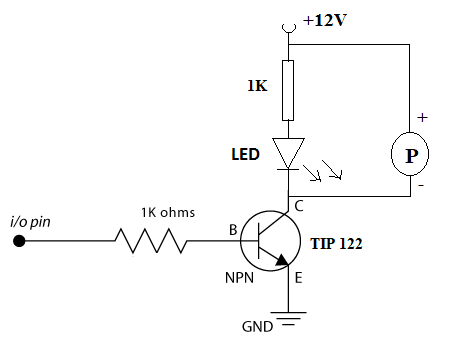 +12V
1K
+
LED
P
-
i/o pin
1K ohms
B
C
TIP 122
NPN
E
GND